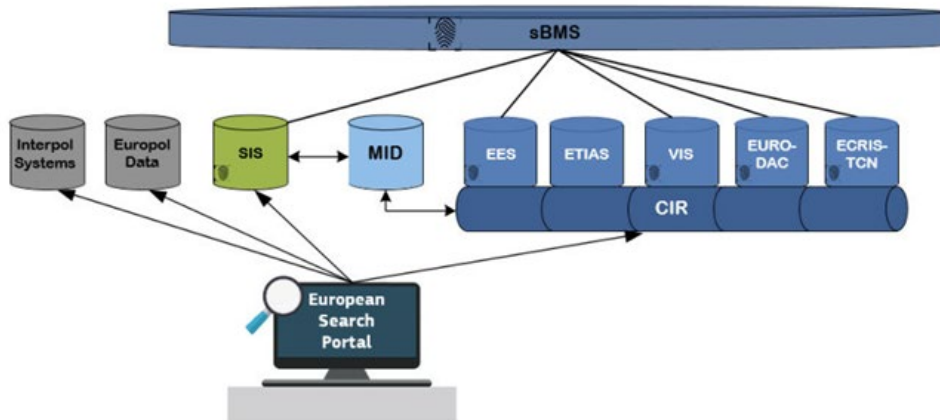 sBMS
Interpol
Systems
Europol
Data
SIS
MID
EES
ETIAS
VIS
EURO-
DAC
ECRIS-
TCN
CIR
European
Search
Portal